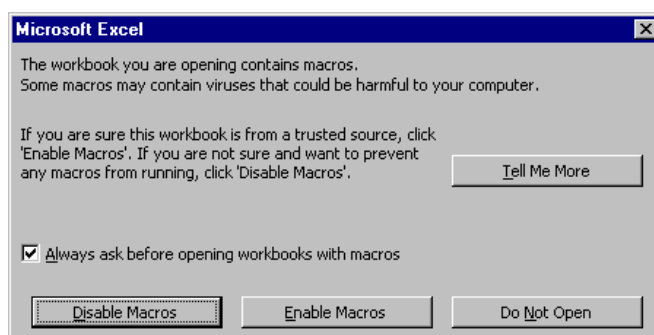 Microsoft Excel
The workbook you are opening contains macros.
Some macros may contain viruses that could be harmful to your computer.
If you are sure this workbook is from a trusted source, click
'Enable Macros'. If you are not sure and want to prevent
any macros from running, click 'Disable Macros'.
Tell Me More
Always ask before opening workbooks with macros
Disable Macros
Enable Macros
Do Not Open